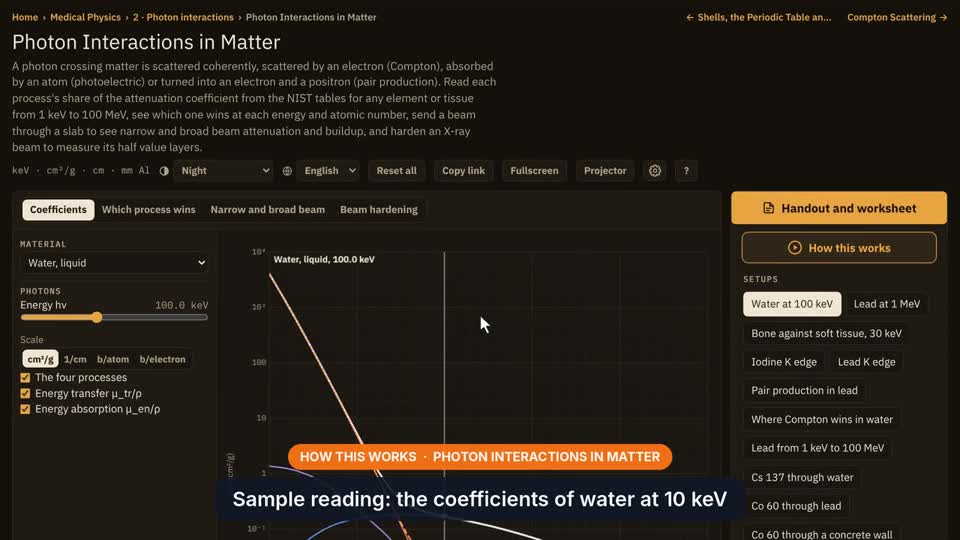 Home › Medical Physics › 2 · Photon interactions › Photon Interactions in Matter
← Shells, the Periodic Table an... Compton Scattering →
Photon Interactions in Matter
A photon crossing matter is scattered coherently, scattered by an electron (Compton), absorbed
by an atom (photoelectric) or turned into an electron and a positron (pair production). Read each
process's share of the attenuation coefficient from the NIST tables for any element or tissue
from 1 keV to 100 MeV, see which one wins at each energy and atomic number, send a beam
through a slab to see narrow and broad beam attenuation and buildup, and harden an X-ray
beam to measure its half value layers.
keV · cm²/g · cm · mm Al Night English Reset all Copy link Fullscreen Projector ?
Coefficients Which process wins Narrow and broad beam Beam hardening
MATERIAL
Water, liquid
PHOTONS
Energy hν 100.0 keV
Scale
cm²/g 1/cm b/atom b/electron
The four processes
Energy transfer μ_tr/ρ
Energy absorption μ_en/ρ
10⁴
Water, liquid, 100.0 keV
10³
100
10
1
10⁻¹
(cm²/g)
Handout and worksheet
How this works
SETUPS
Water at 100 keV Lead at 1 MeV
Bone against soft tissue, 30 keV
Iodine K edge Lead K edge
Pair production in lead
Where Compton wins in water
Lead from 1 keV to 100 MeV
Cs 137 through water
Co 60 through lead
Co 60 through a concrete wall
HOW THIS WORKS · PHOTON INTERACTIONS IN MATTER
Sample reading: the coefficients of water at 10 keV